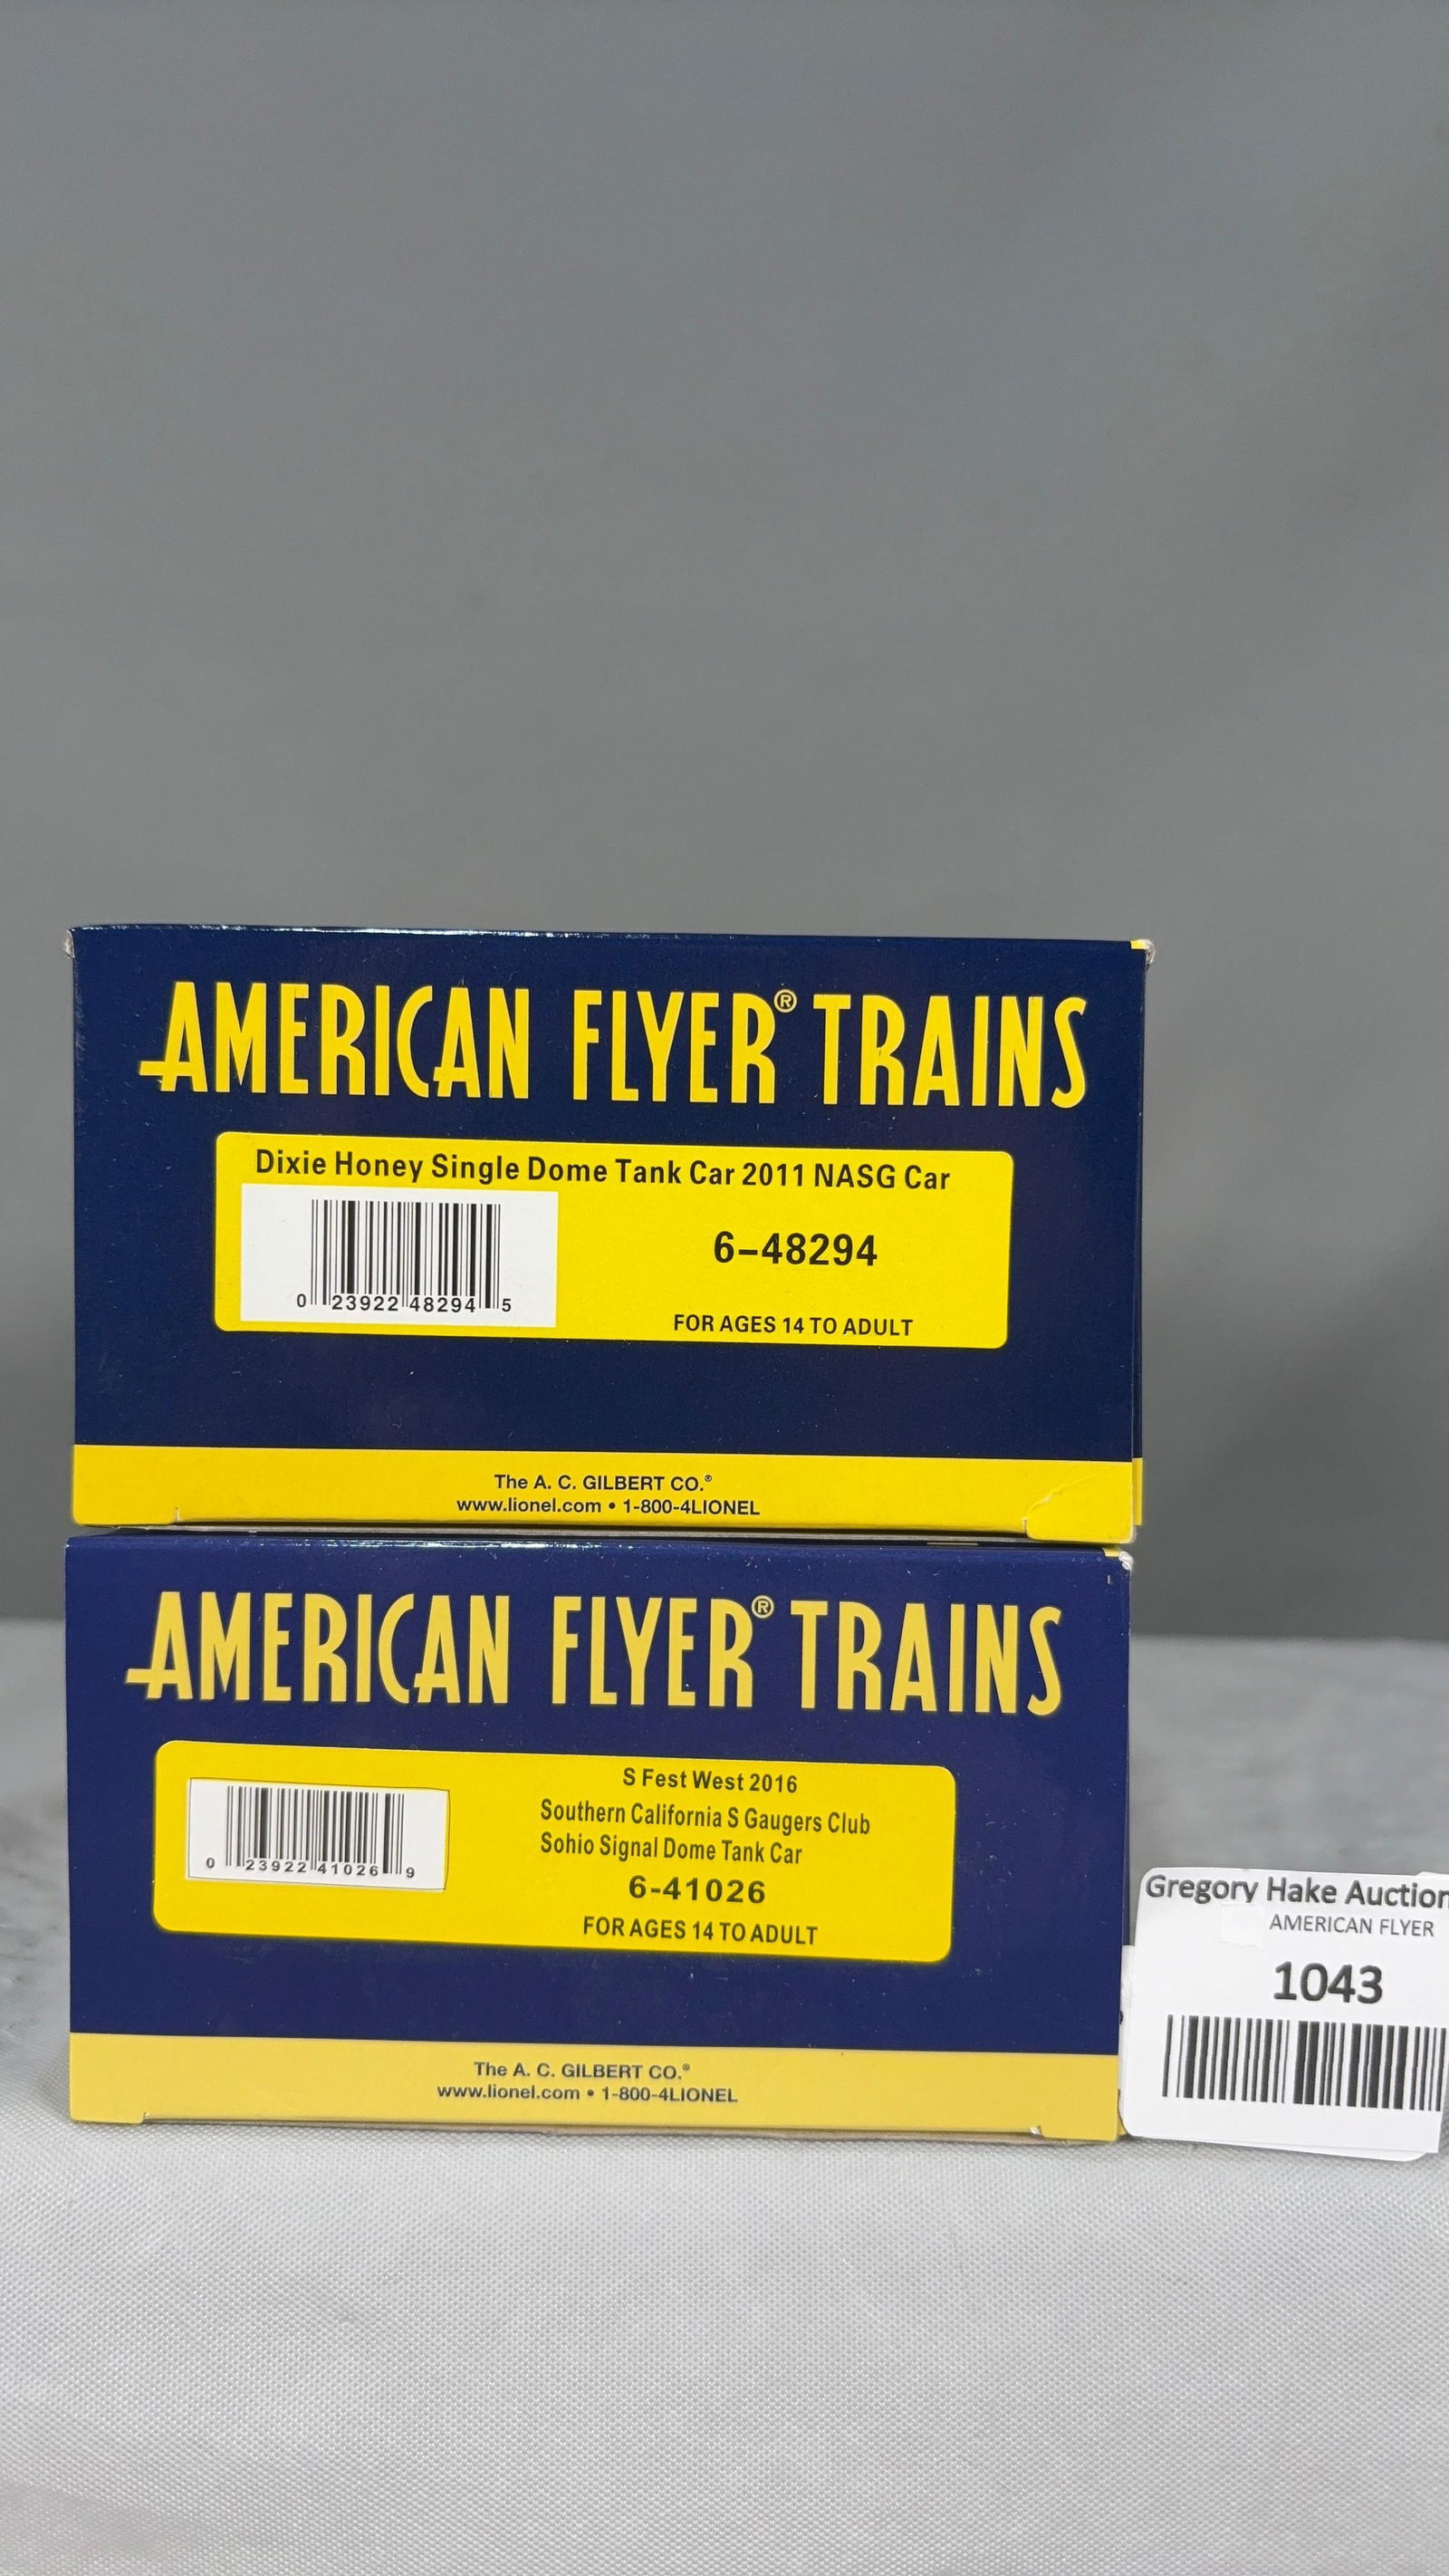 AMERICAN FLYER® TRAINS
Dixie Honey Single Dome Tank Car 2011 NASG Car
6-48294
0 23922 48294 5
FOR AGES 14 TO ADULT
The A. C. GILBERT CO.®
www.lionel.com • 1-800-4LIONEL
AMERICAN FLYER® TRAINS
S Fest West 2016
Southern California S Gaugers Club
Sohio Signal Dome Tank Car
0 23922 41026 9
6-41026
FOR AGES 14 TO ADULT
The A. C. GILBERT CO.®
www.lionel.com • 1-800-4LIONEL
Gregory Hake Auction
AMERICAN FLYER
1043